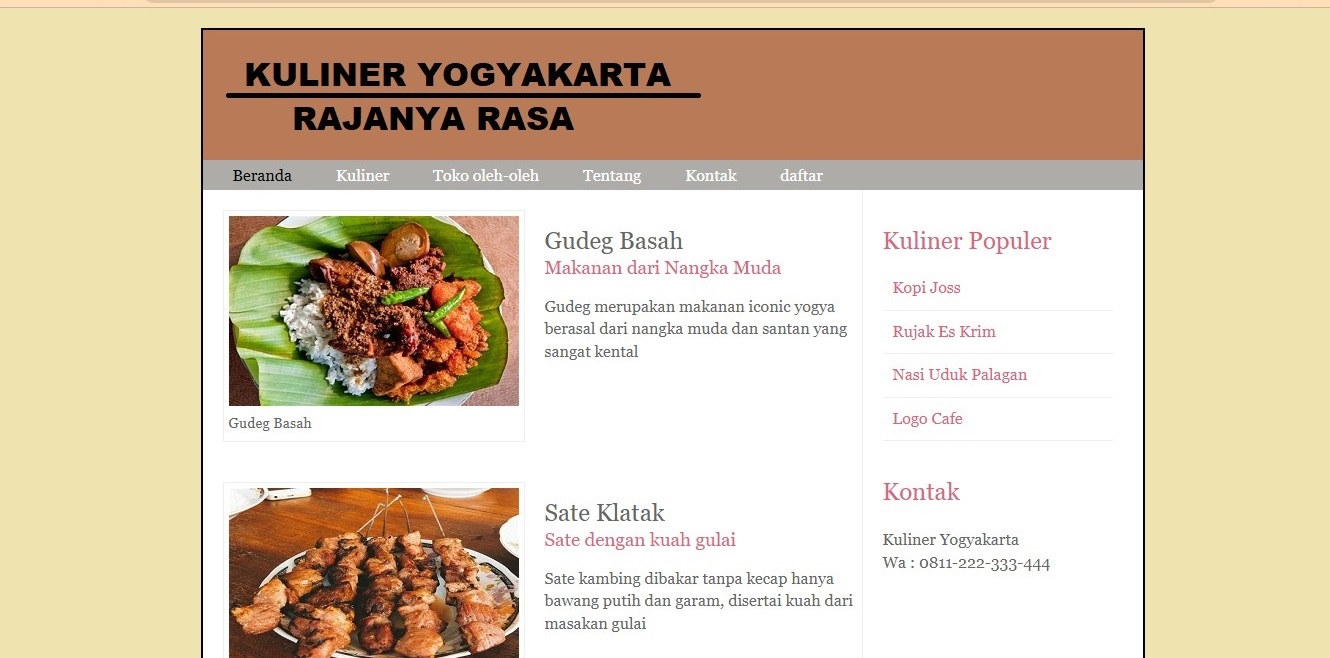 KULINER YOGYAKARTA
RAJANYA RASA
Beranda Kuliner Toko oleh-oleh Tentang Kontak daftar
Gudeg Basah
Gudeg Basah
Makanan dari Nangka Muda
Gudeg merupakan makanan iconic yogya
berasal dari nangka muda dan santan yang
sangat kental
Sate Klatak
Sate dengan kuah gulai
Sate kambing dibakar tanpa kecap hanya
bawang putih dan garam, disertai kuah dari
masakan gulai
Kuliner Populer
Kopi Joss
Rujak Es Krim
Nasi Uduk Palagan
Logo Cafe
Kontak
Kuliner Yogyakarta
Wa : 0811-222-333-444